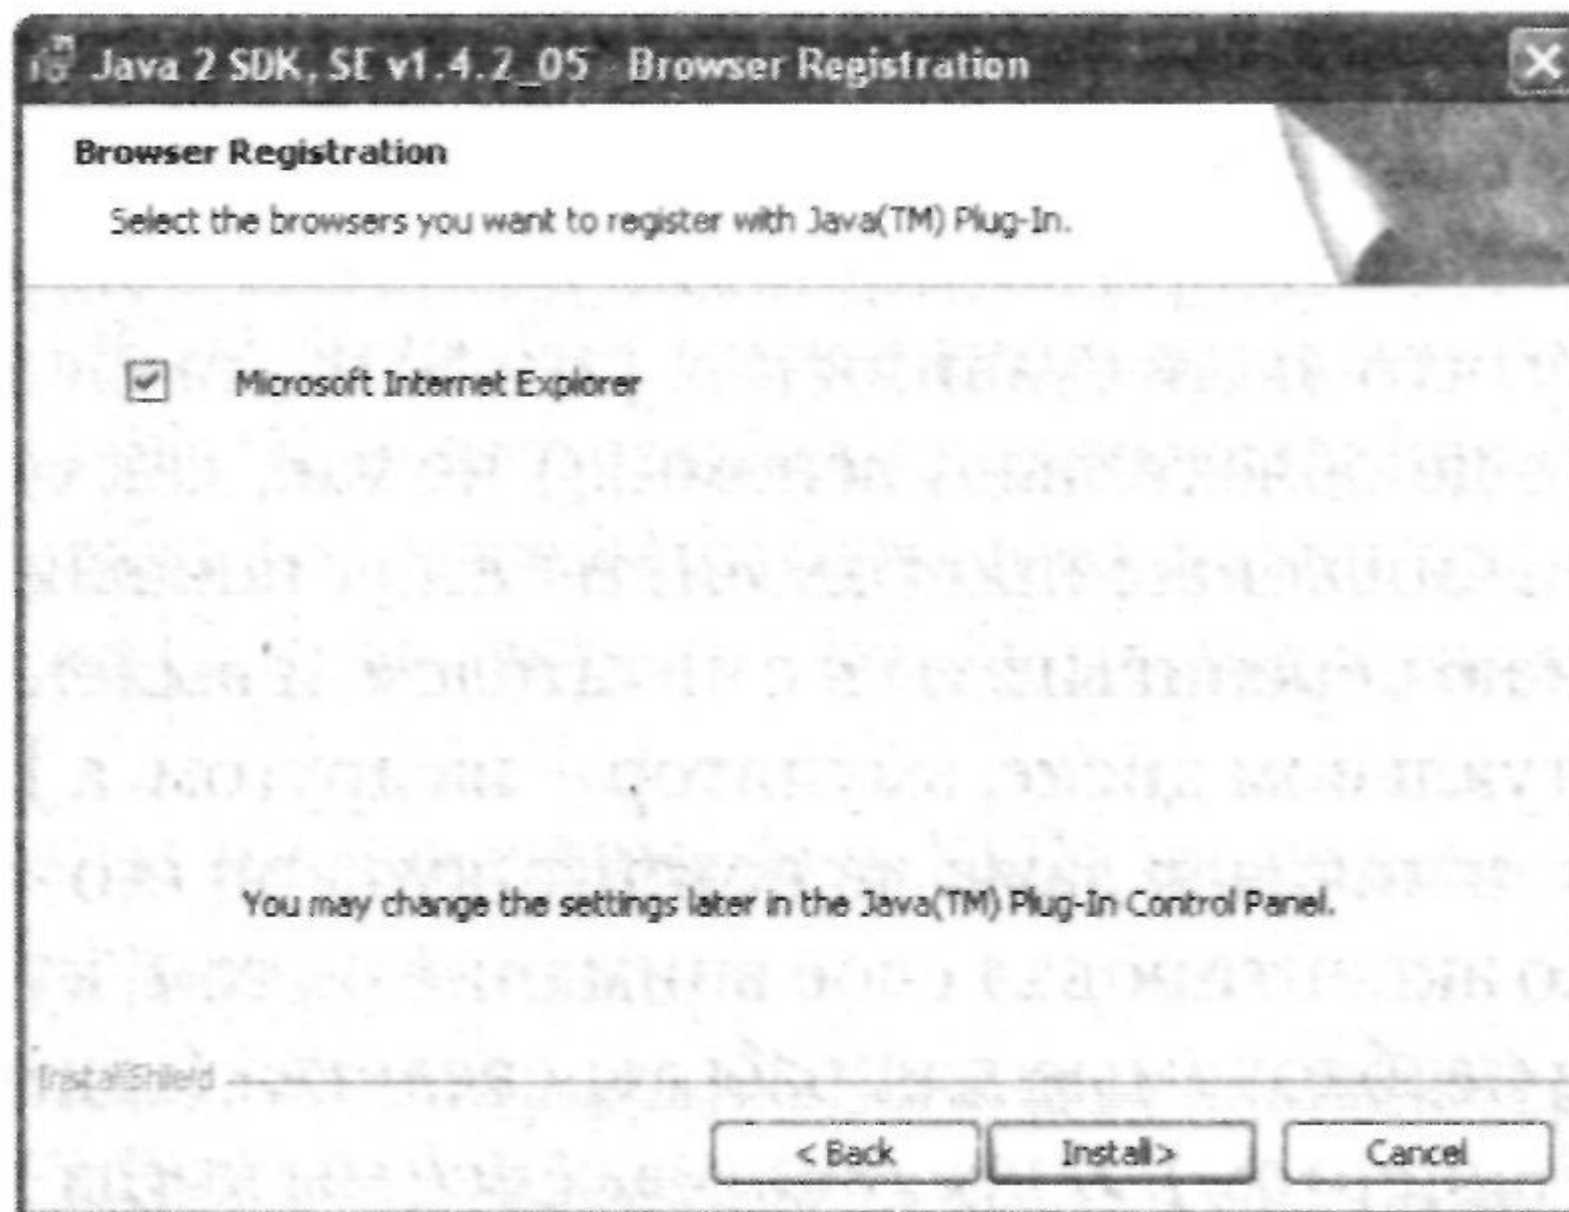 Java 2 SDK, SE v1.4.2_05 - Browser Registration
Browser Registration
Select the browsers you want to register with Java(TM) Plug-In.
Microsoft Internet Explorer
You may change the settings later in the Java(TM) Plug-In Control Panel.
InstallShield
< Back
Install >
Cancel